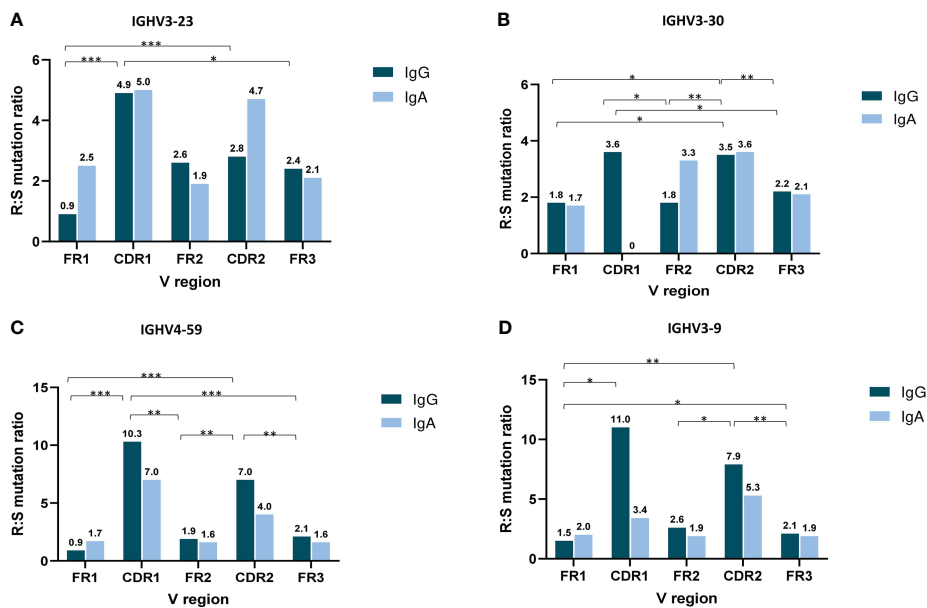 A
IGHV3-23
***
***
*
6
4
2
0
R:S mutation ratio
0.9
2.5
4.9
5.0
2.6
1.9
2.8
4.7
2.4
2.1
FR1 CDR1 FR2 CDR2 FR3
V region
IgG
IgA
B
IGHV3-30
*
**
*
**
*
*
6
4
2
0
R:S mutation ratio
1.8
1.7
3.6
0
1.8
3.3
3.5
3.6
2.2
2.1
FR1 CDR1 FR2 CDR2 FR3
V region
IgG
IgA
C
IGHV4-59
***
***
***
**
**
**
15
10
5
0
R:S mutation ratio
0.9
1.7
10.3
7.0
1.9
1.6
7.0
4.0
2.1
1.6
FR1 CDR1 FR2 CDR2 FR3
V region
IgG
IgA
D
IGHV3-9
**
*
*
*
**
15
10
5
0
R:S mutation ratio
1.5
2.0
11.0
3.4
2.6
1.9
7.9
5.3
2.1
1.9
FR1 CDR1 FR2 CDR2 FR3
V region
IgG
IgA